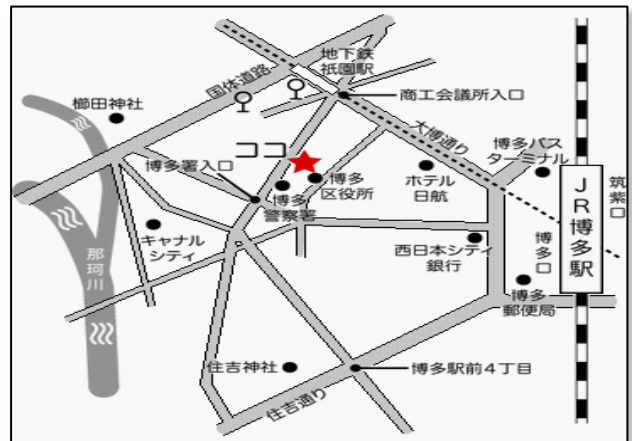 地下鉄
祇園駅
国体道路
商工会議所入口
櫛田神社
大博通り
博多バス
ターミナル
ココ
博多署入口
博多
区役所
ホテル
日航
筑紫口
JR博多駅
博多
警察署
キャナル
シティ
西日本シティ
銀行
博多口
那珂川
博多
郵便局
住吉神社
博多駅前4丁目
住吉通り